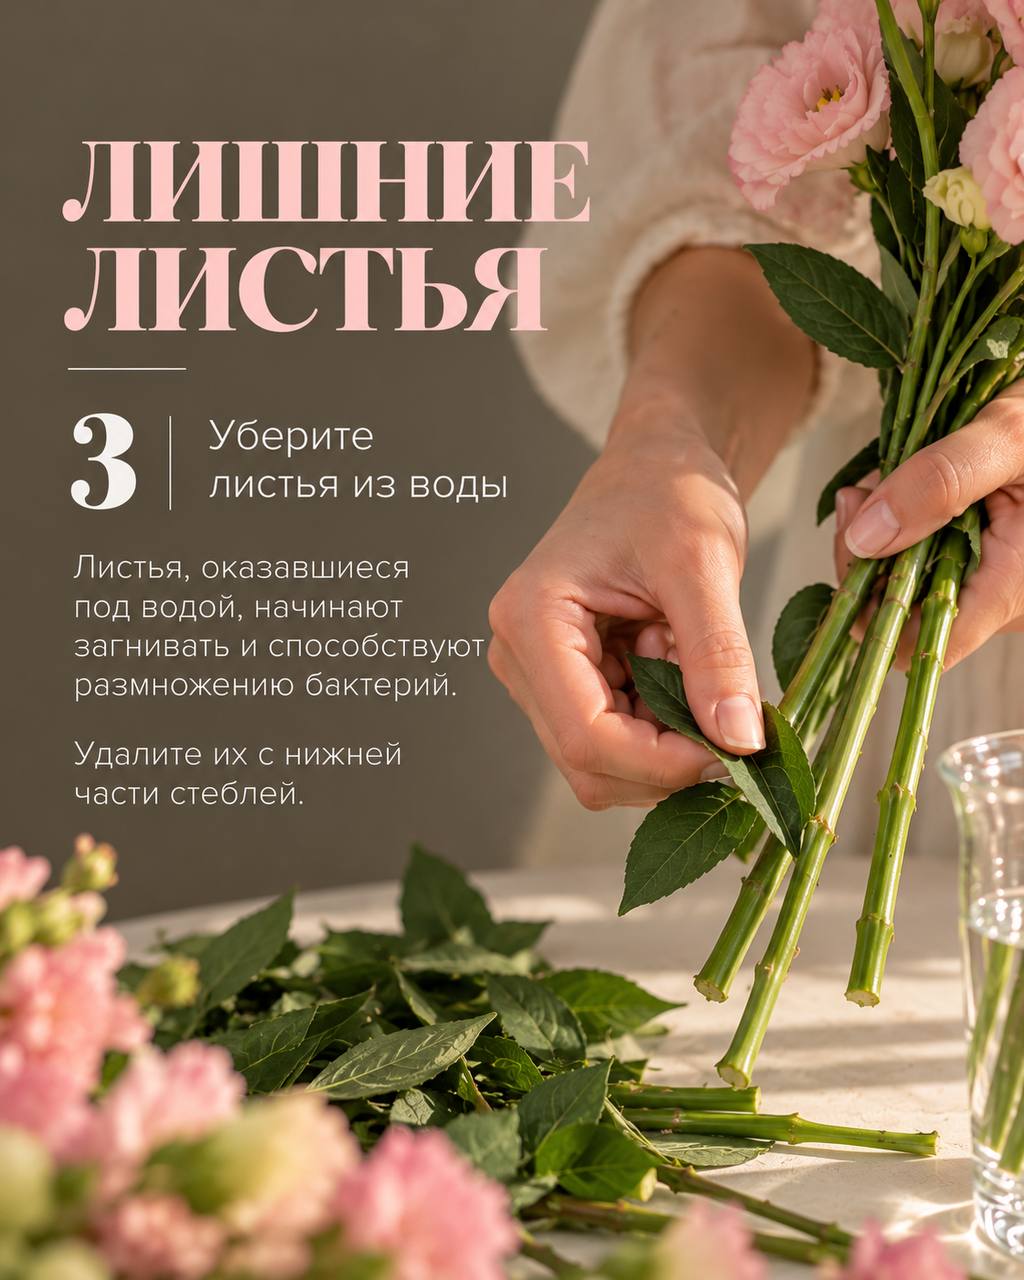 ЛИШНИЕ
ЛИСТЬЯ
3
Уберите
листья из воды
Листья, оказавшиеся
под водой, начинают
загнивать и способствуют
размножению бактерий.
Удалите их с нижней
части стеблей.